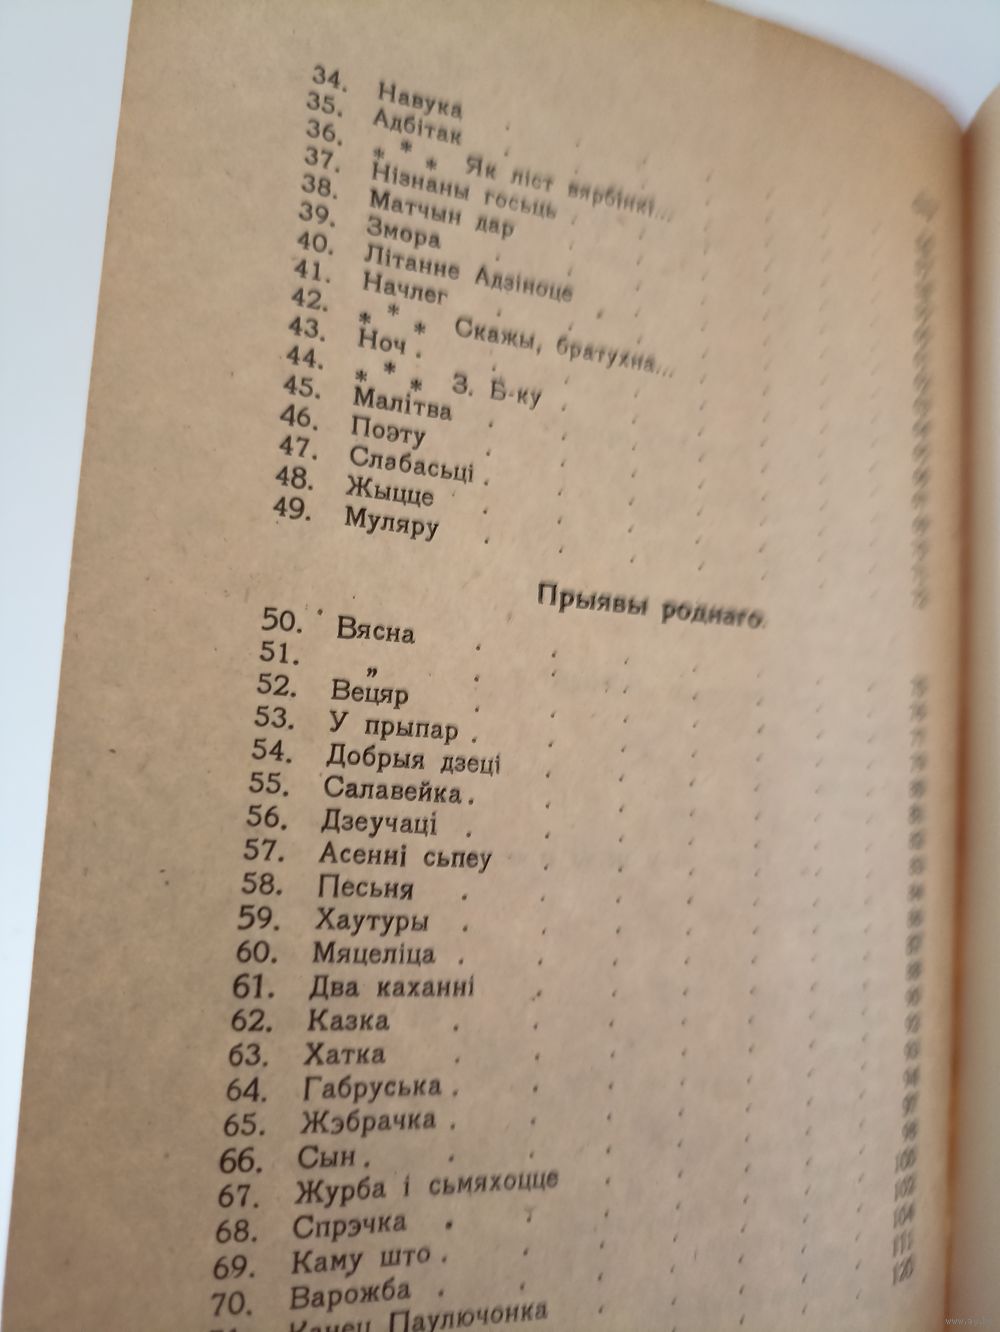 34. Навука
35. Адбітак
36. * * * Як ліст вярбінкі...
37. Нізнаны госьць
38. Матчын дар
39. Змора
40. Літанне Адзіноце
41. Начлег
42. * * * Скажы, братухна...
43. Ноч
44. * * * З. Б-ку
45. Малітва
46. Поэту
47. Слабасьці
48. Жыцце
49. Муляру
Прыявы роднаго.
50. Вясна
51. „
52. Вецяр
53. У прыпар
54. Добрыя дзеці
55. Салавейка
56. Дзеучаці
57. Асенні сьпеу
58. Песьня
59. Хаутуры
60. Мяцеліца
61. Два каханні
62. Казка
63. Хатка
64. Габруська
65. Жэбрачка
66. Сын
67. Журба і сьмяхоцце
68. Спрэчка
69. Каму што
70. Варожба
Канец Паулючонка